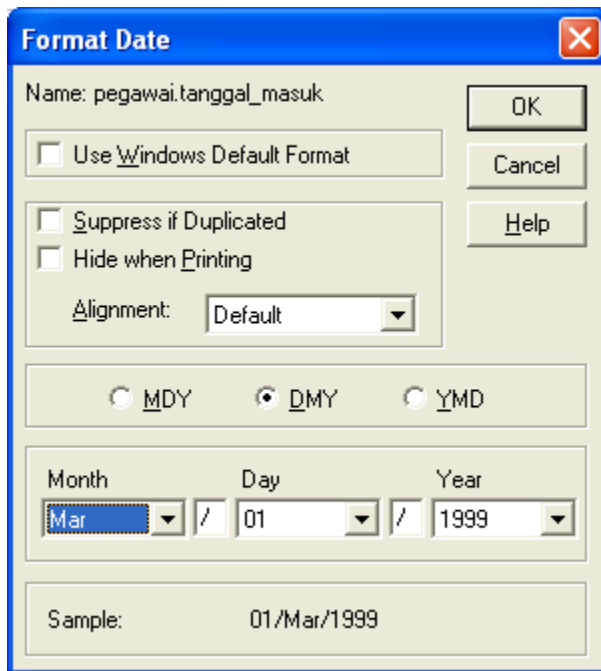 Format Date
Name: pegawai.tanggal_masuk
OK
Use Windows Default Format
Cancel
Suppress if Duplicated
Help
Hide when Printing
Alignment: Default
MDY DMY YMD
Month Day Year
Mar / 01 / 1999
Sample: 01/Mar/1999